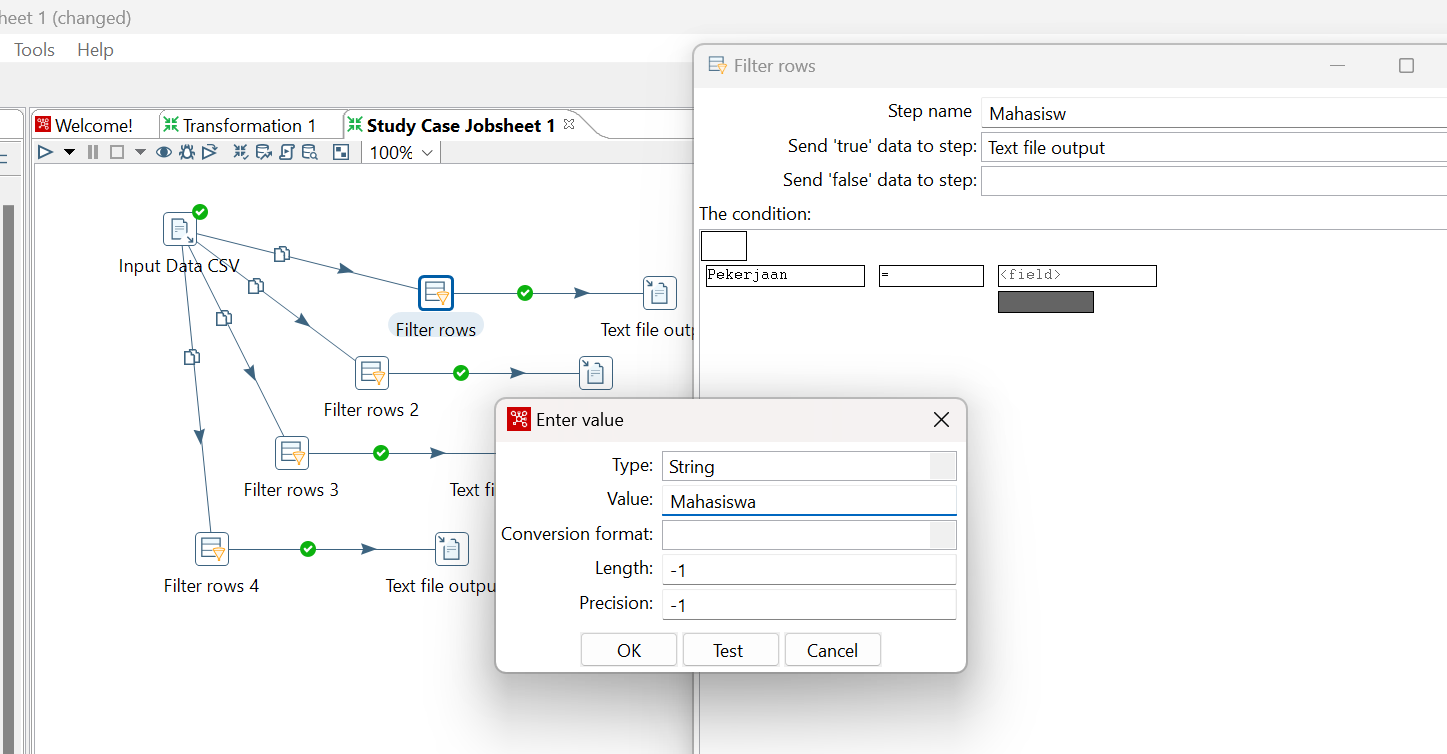 heet 1 (changed)
Tools Help
Welcome! Transformation 1 Study Case Jobsheet 1
100%
Input Data CSV
Filter rows
Text file outp
Filter rows 2
Filter rows 3
Text fi
Filter rows 4
Text file outpu
Filter rows
Step name Mahasisw
Send 'true' data to step: Text file output
Send 'false' data to step:
The condition:
Pekerjaan = <field>
Enter value
Type: String
Value: Mahasiswa
Conversion format:
Length: -1
Precision: -1
OK Test Cancel